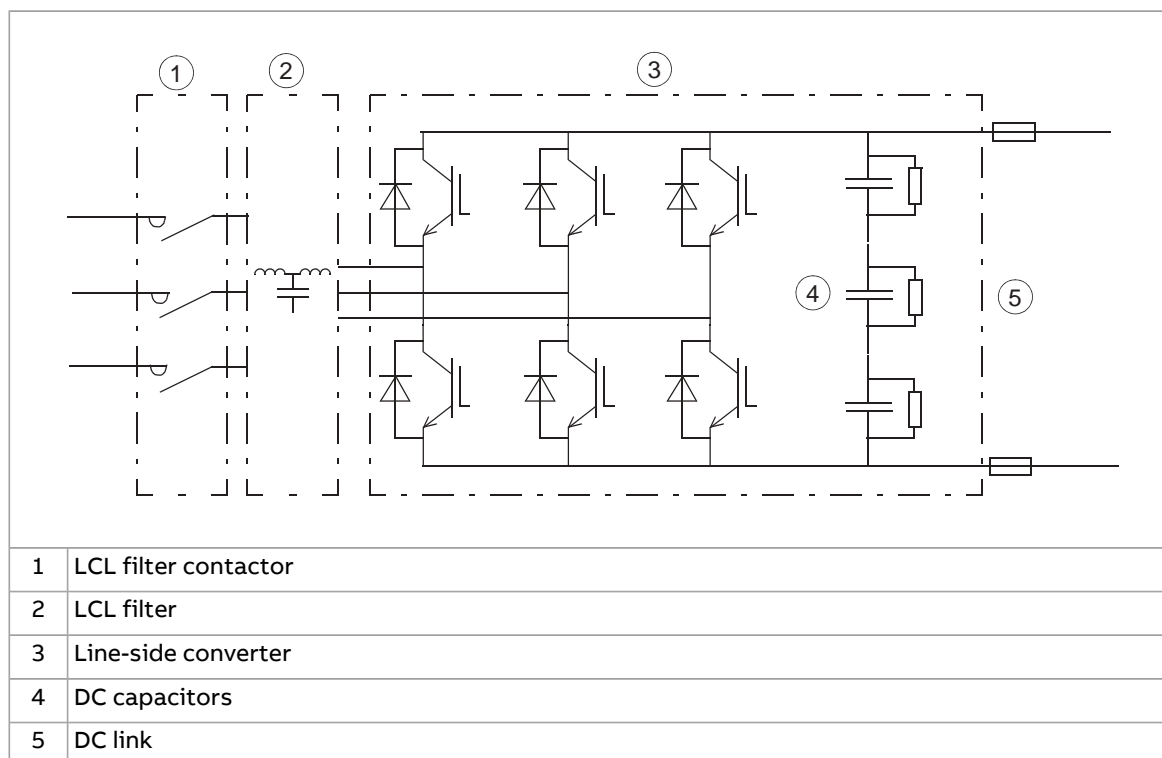 1
2
3
4
5
1 LCL filter contactor
2 LCL filter
3 Line-side converter
4 DC capacitors
5 DC link